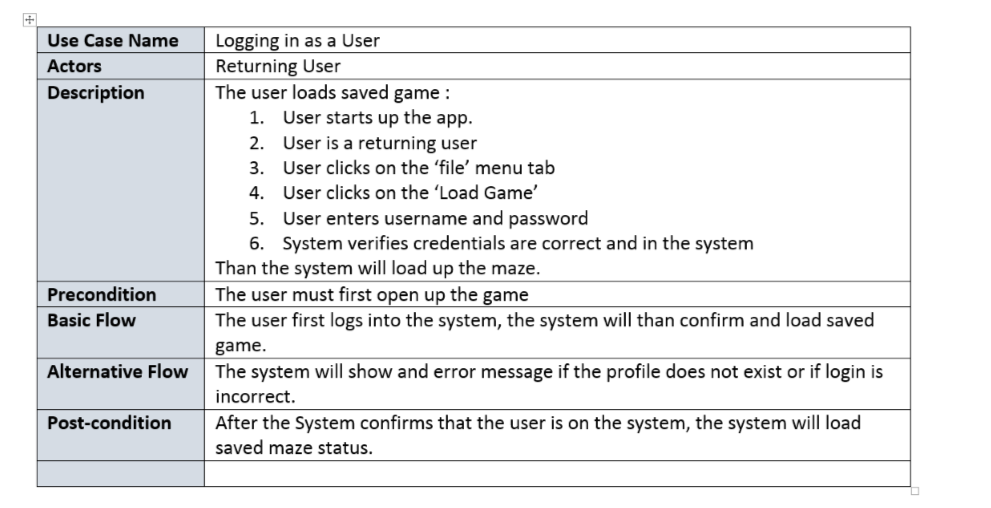 Use Case Name Logging in as a User
Actors Returning User
Description The user loads saved game :
1. User starts up the app.
2. User is a returning user
3. User clicks on the ‘file’ menu tab
4. User clicks on the ‘Load Game’
5. User enters username and password
6. System verifies credentials are correct and in the system
Than the system will load up the maze.
Precondition The user must first open up the game
Basic Flow The user first logs into the system, the system will than confirm and load saved
game.
Alternative Flow The system will show and error message if the profile does not exist or if login is
incorrect.
Post-condition After the System confirms that the user is on the system, the system will load
saved maze status.